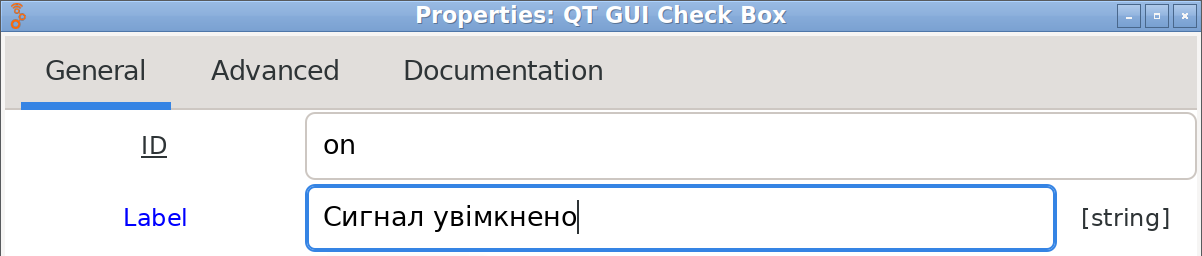 Properties: QT GUI Check Box
General Advanced Documentation
ID on
Label Сигнал увімкнено [string]